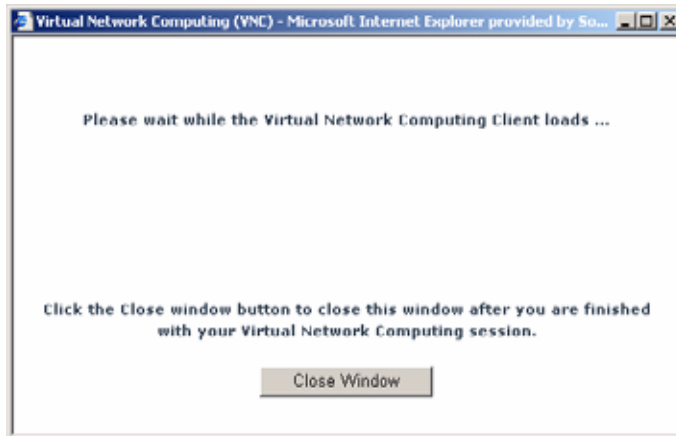 Virtual Network Computing (VNC) - Microsoft Internet Explorer provided by So...
Please wait while the Virtual Network Computing Client loads ...
Click the Close window button to close this window after you are finished
with your Virtual Network Computing session.
Close Window